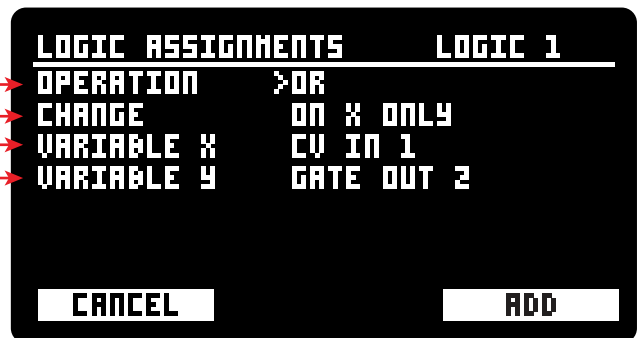 LOGIC ASSIGNMENTS LOGIC 1
OPERATION >OR
CHANGE ON X ONLY
VARIABLE X CV IN 1
VARIABLE Y GATE OUT 2
CANCEL ADD